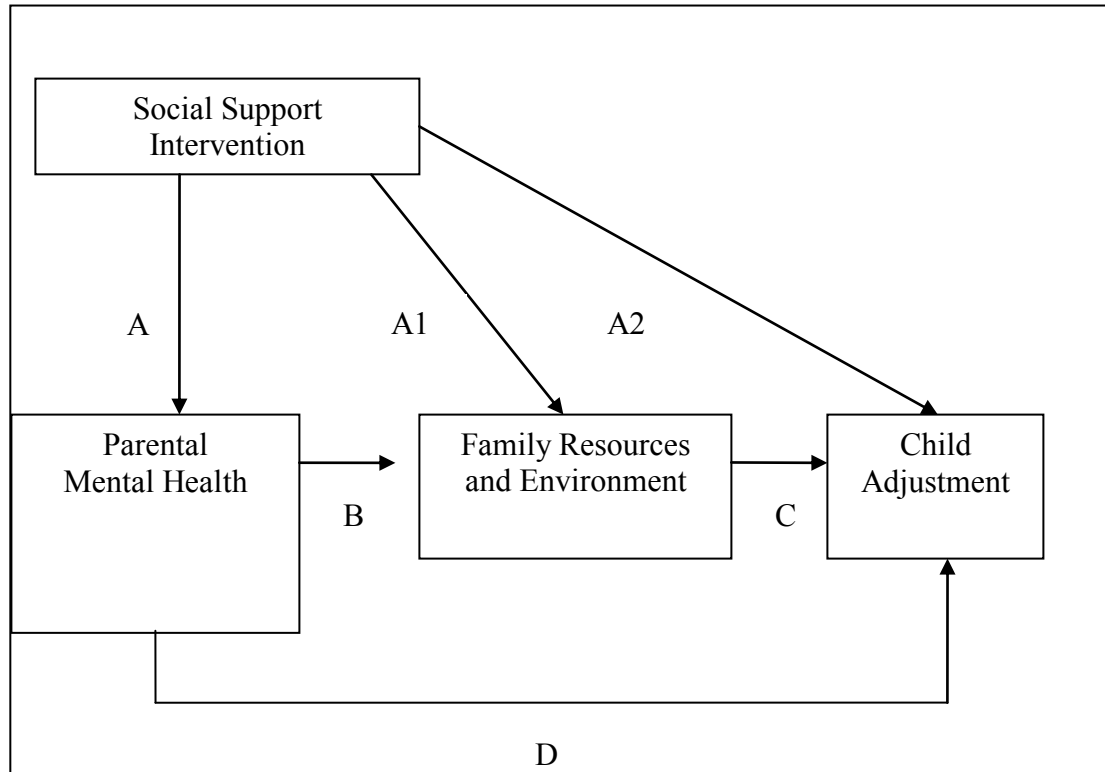 Social Support
Intervention
A
A1
A2
Parental
Mental Health
Family Resources
and Environment
Child
Adjustment
B
C
D